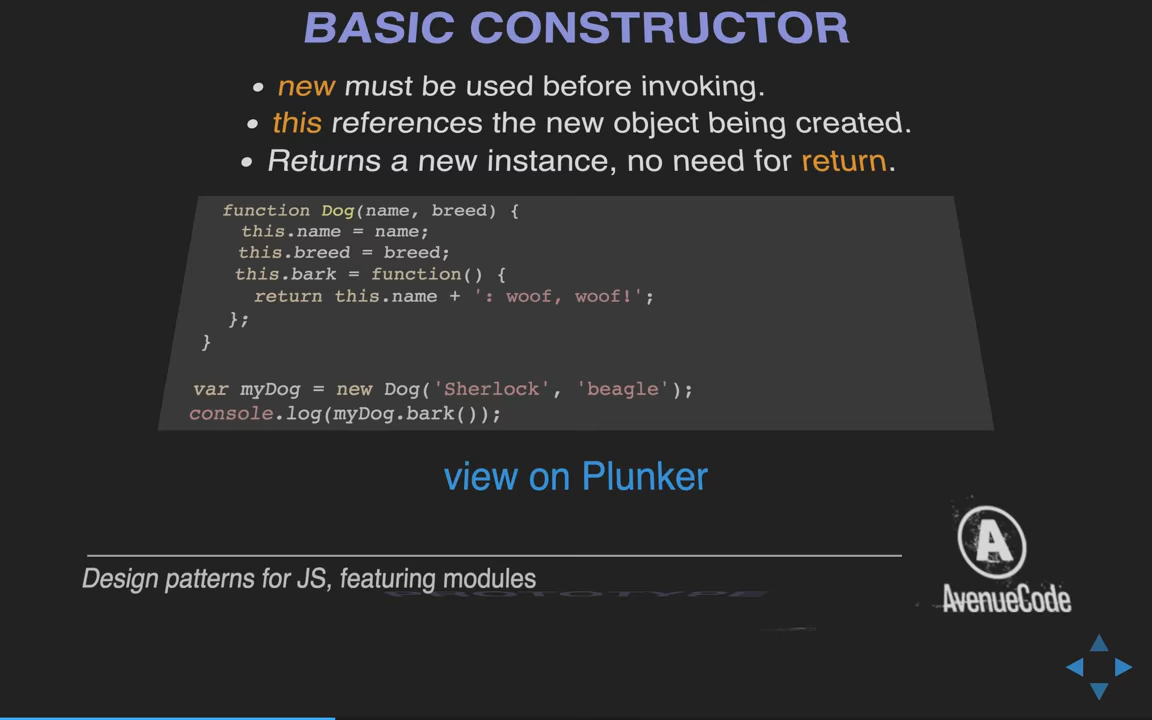 BASIC CONSTRUCTOR
• new must be used before invoking.
• this references the new object being created.
• Returns a new instance, no need for return.
function Dog(name, breed) {
this.name = name;
this.breed = breed;
this.bark = function() {
return this.name + ': woof, woof!';
};
}
var myDog = new Dog('Sherlock', 'beagle');
console.log(myDog.bark());
view on Plunker
Design patterns for JS, featuring modules
PROTOTYPE
A
AvenueCode